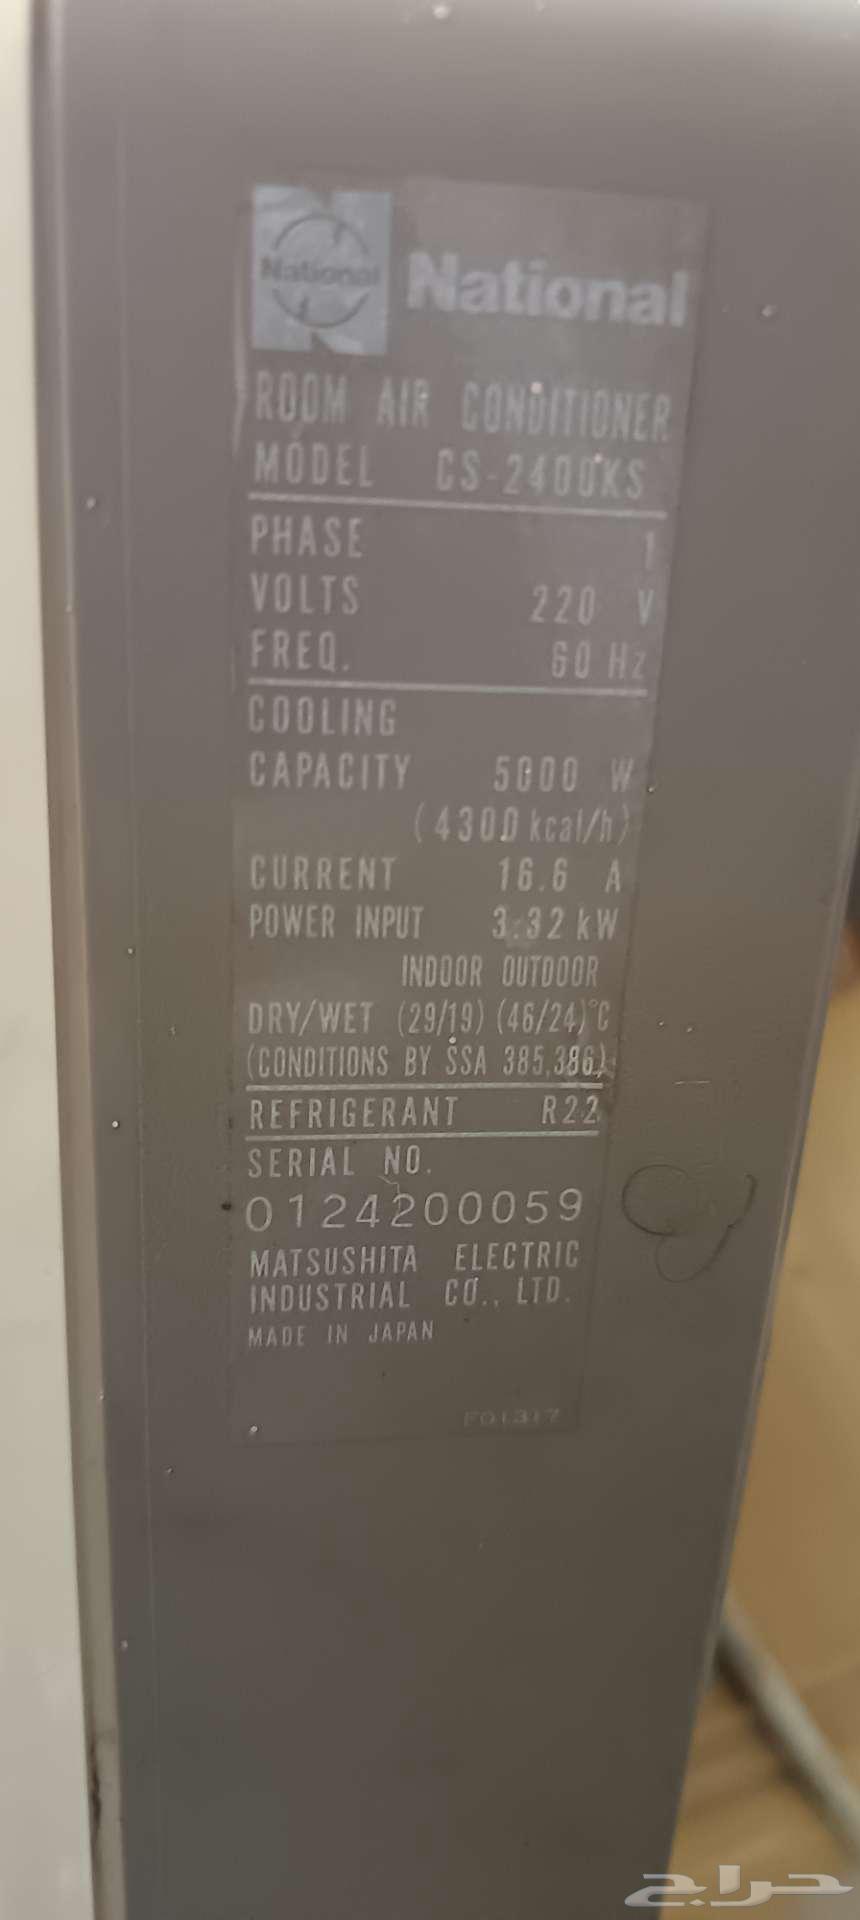 National
National
ROOM AIR CONDITIONER
MODEL CS-2400KS
PHASE 1
VOLTS 220 V
FREQ. 60 Hz
COOLING
CAPACITY 5000 W
(4300 kcal/h)
CURRENT 16.6 A
POWER INPUT 3.32 kW
INDOOR OUTDOOR
DRY/WET (29/19) (46/24)°C
(CONDITIONS BY SSA 385,386)
REFRIGERANT R22
SERIAL NO.
0124200059
MATSUSHITA ELECTRIC
INDUSTRIAL CO., LTD.
MADE IN JAPAN
F01317
حراج